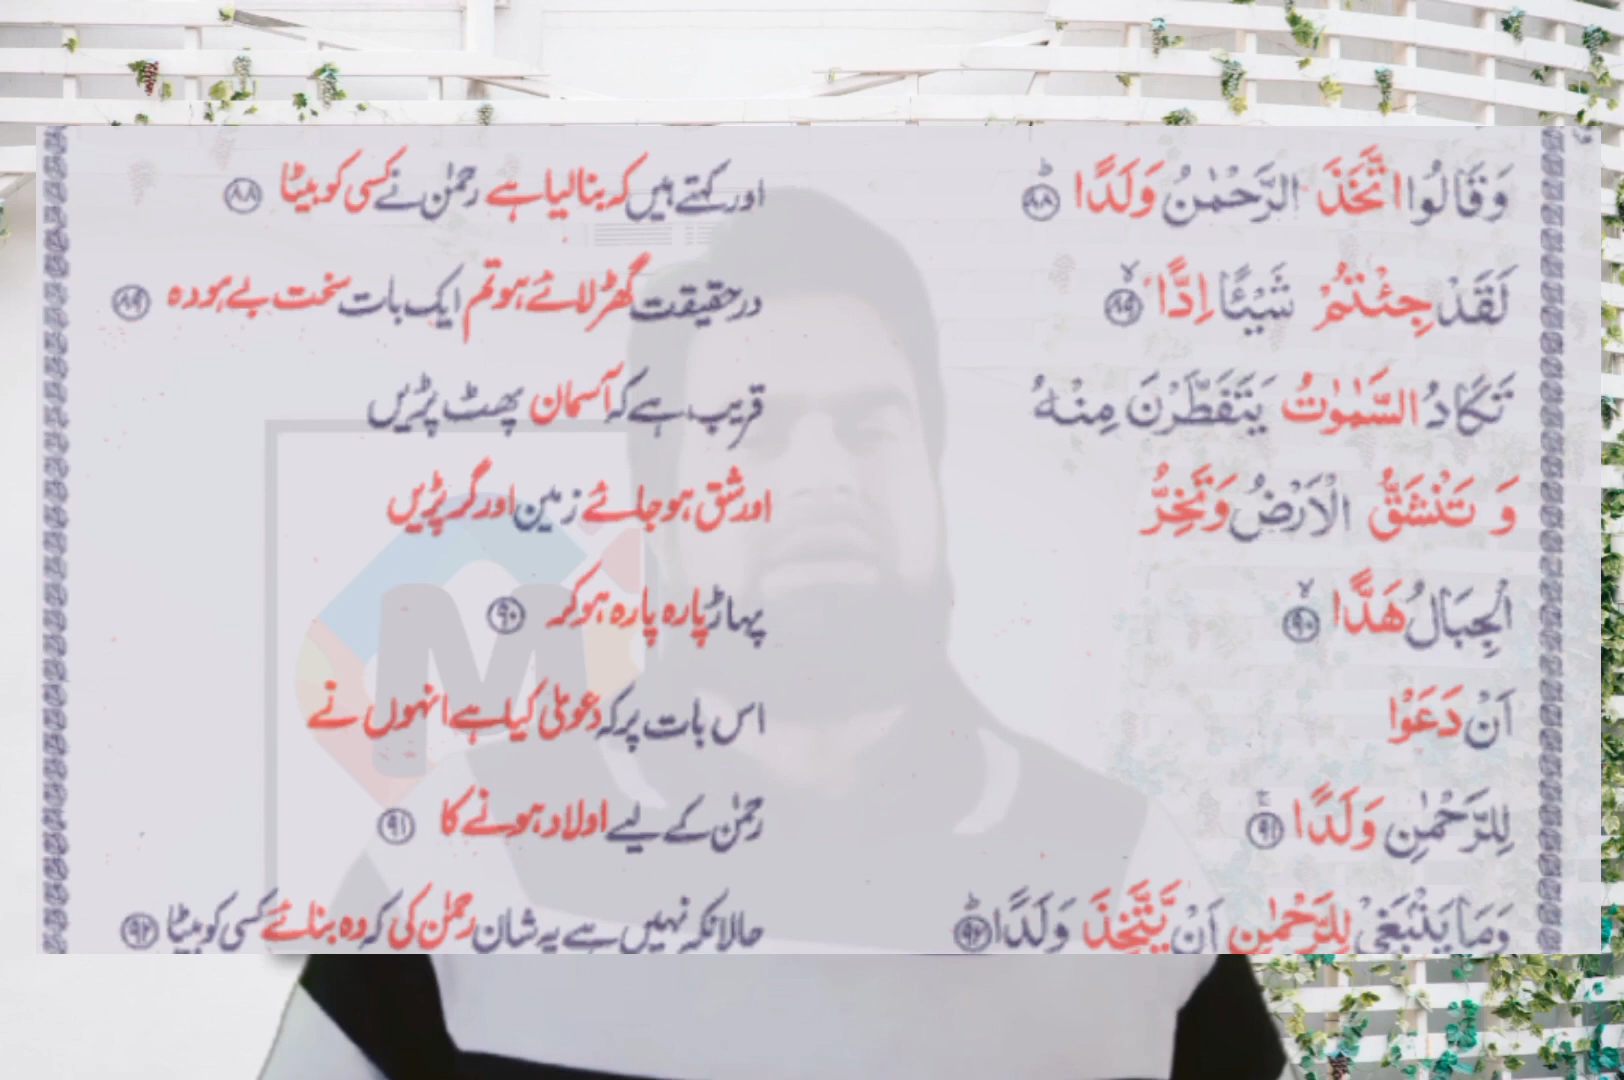 وَقَالُوا اتَّخَذَ الرَّحْمٰنُ وَلَدًا ﴿۸۸﴾ اور کہتے ہیں کہ بنالیا ہے رحمٰن نے کسی کو بیٹا ﴿۸۸﴾
لَقَدْ جِئْتُمْ شَيْئًا اِدًّا ﴿۸۹﴾ درحقیقت گھڑ لائے ہو تم ایک بات سخت بے ہودہ ﴿۸۹﴾
تَكَادُ السَّمٰوٰتُ يَتَفَطَّرْنَ مِنْهُ قریب ہے کہ آسمان پھٹ پڑیں
وَ تَنْشَقُّ الْاَرْضُ وَتَخِرُّ اور شق ہو جائے زمین اور گر پڑیں
الْجِبَالُ هَدًّا ﴿۹۰﴾ پہاڑ پارہ پارہ ہوکر ﴿۹۰﴾
اَنْ دَعَوْا اس بات پر کہ دعویٰ کیا ہے انہوں نے
لِلرَّحْمٰنِ وَلَدًا ﴿۹۱﴾ رحمٰن کے لیے اولاد ہونے کا ﴿۹۱﴾
وَمَا يَنْۢبَغِيْ لِلرَّحْمٰنِ اَنْ يَّتَّخِذَ وَلَدًا ﴿۹۲﴾ حالانکہ نہیں ہے یہ شان رحمٰن کی کہ وہ بنائے کسی کو بیٹا ﴿۹۲﴾
M